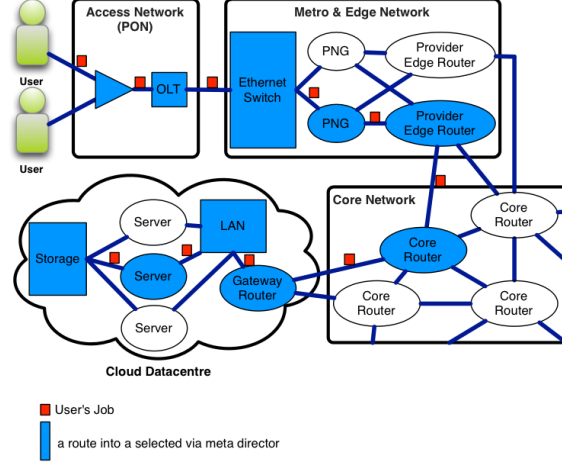 Access Network
(PON)
Metro & Edge Network
User
User
OLT
Ethernet
Switch
PNG
PNG
Provider
Edge Router
Provider
Edge Router
Core Network
Core
Router
Core
Router
Core
Router
Core
Router
Storage
Server
Server
Server
LAN
Gateway
Router
Cloud Datacentre
User's Job
a route into a selected via meta director